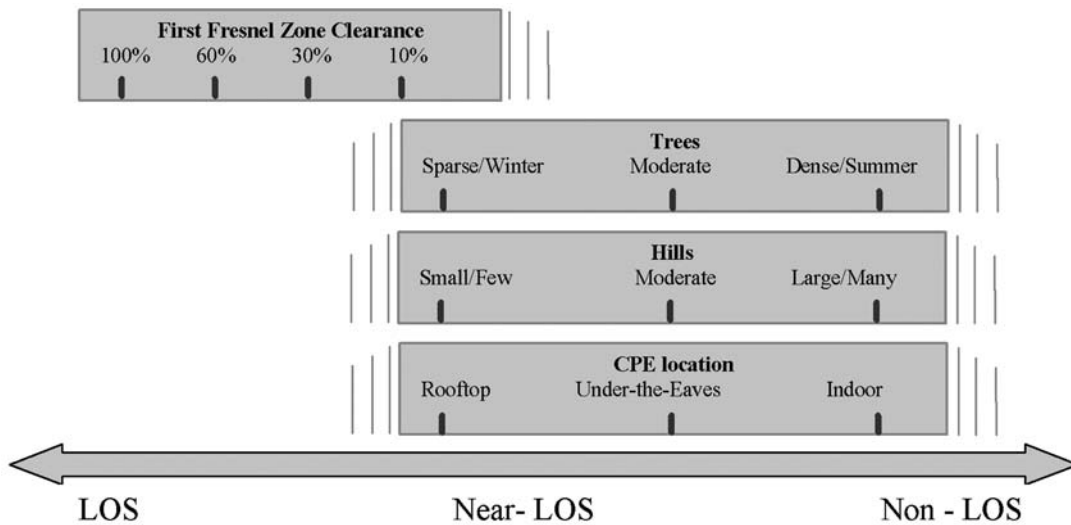 First Fresnel Zone Clearance
100% 60% 30% 10%
Trees
Sparse/Winter Moderate Dense/Summer
Hills
Small/Few Moderate Large/Many
CPE location
Rooftop Under-the-Eaves Indoor
LOS Near- LOS Non - LOS